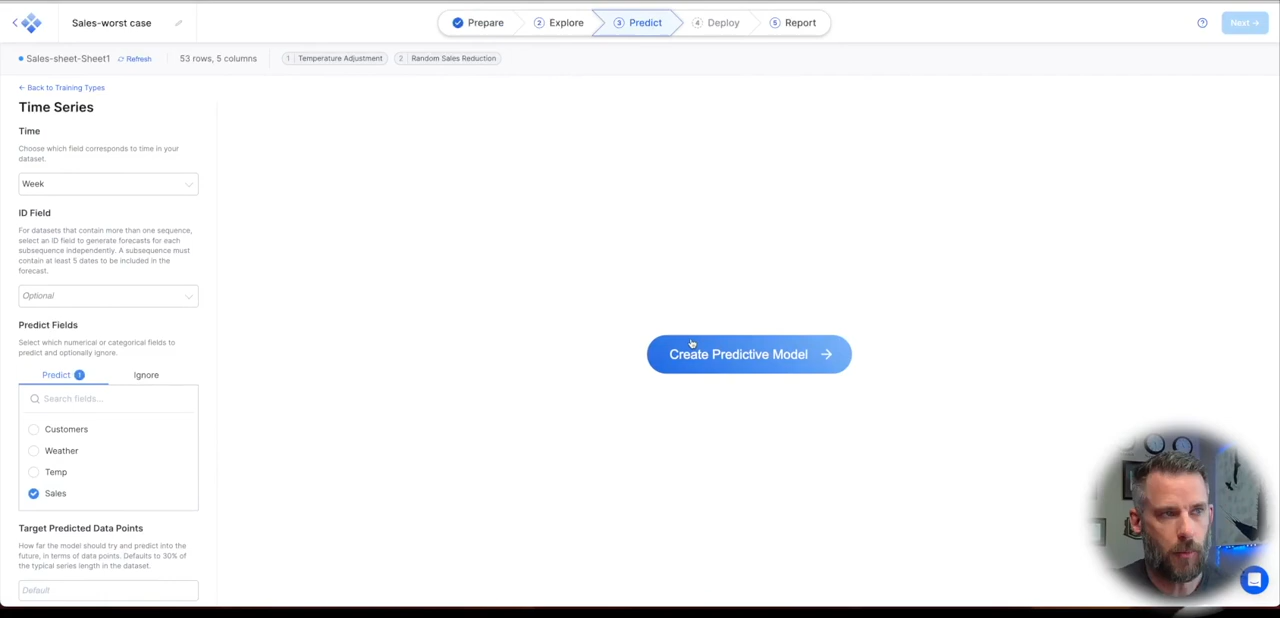 Sales-worst case
Prepare
2 Explore
3 Predict
4 Deploy
5 Report
?
Next →
Sales-sheet-Sheet1
Refresh
53 rows, 5 columns
1 Temperature Adjustment
2 Random Sales Reduction
← Back to Training Types
Time Series
Time
Choose which field corresponds to time in your
dataset.
Week
ID Field
For datasets that contain more than one sequence,
select an ID field to generate forecasts for each
subsequence independently. A subsequence must
contain at least 5 dates to be included in the
forecast.
Optional
Predict Fields
Select which numerical or categorical fields to
predict and optionally ignore.
Predict 1
Ignore
Search fields...
Customers
Weather
Temp
Sales
Target Predicted Data Points
How far the model should try and predict into the
future, in terms of data points. Defaults to 30% of
the typical series length in the dataset.
Default
Create Predictive Model →